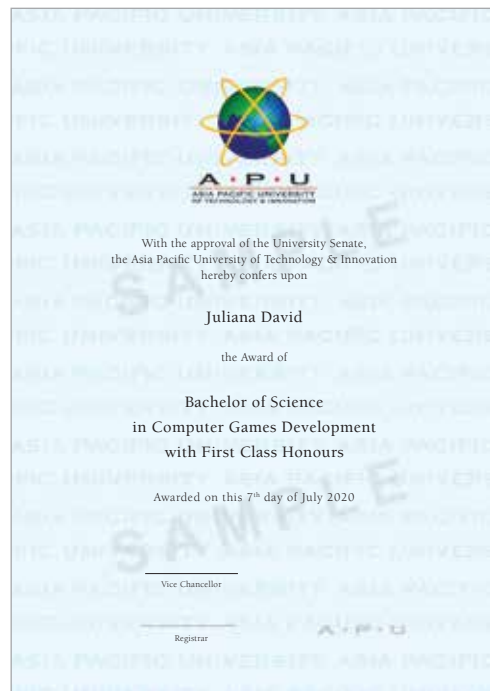 A·P·U
ASIA PACIFIC UNIVERSITY
OF TECHNOLOGY & INNOVATION
With the approval of the University Senate,
the Asia Pacific University of Technology & Innovation
hereby confers upon
SAMPLE
Juliana David
the Award of
Bachelor of Science
in Computer Games Development
with First Class Honours
Awarded on this 7th day of July 2020
SAMPLE
Vice Chancellor
Registrar
A·P·U